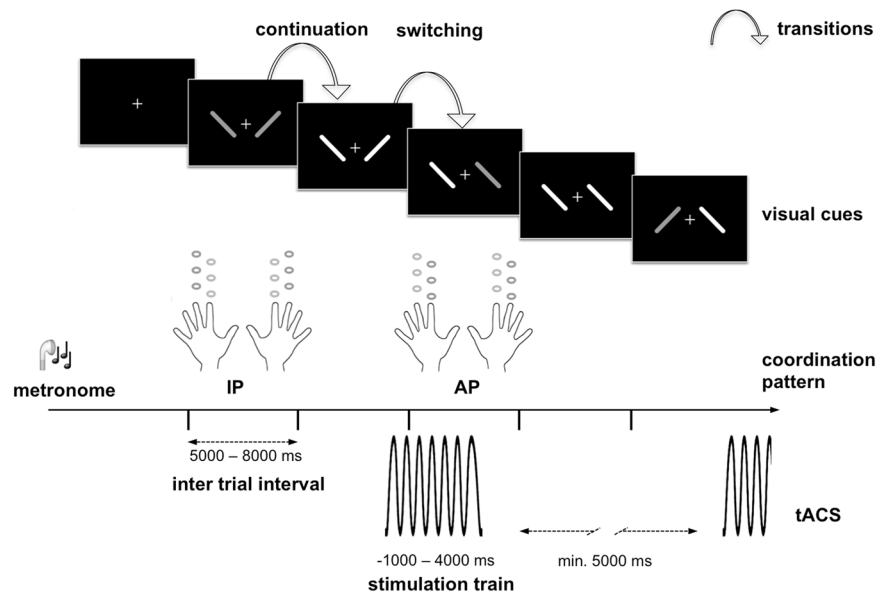 continuation switching
transitions
visual cues
metronome
IP
AP
coordination
pattern
5000 – 8000 ms
inter trial interval
tACS
-1000 – 4000 ms
min. 5000 ms
stimulation train